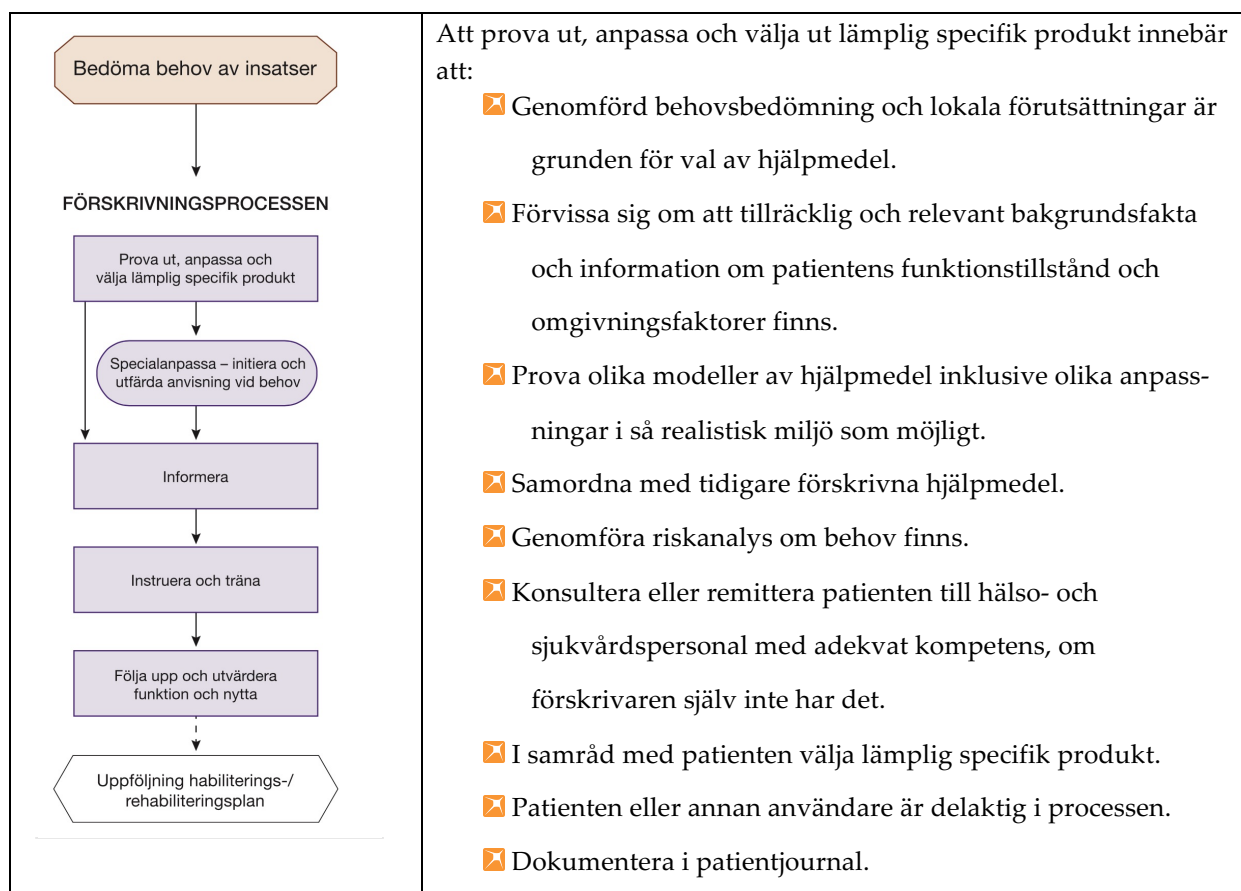 Bedöma behov av insatser
FÖRSKRIVNINGSPROCESSEN
Prova ut, anpassa och
välja lämplig specifik produkt
Specialanpassa – initiera och
utfärda anvisning vid behov
Informera
Instruera och träna
Följa upp och utvärdera
funktion och nytta
Uppföljning habiliterings-/
rehabiliteringsplan
Att prova ut, anpassa och välja ut lämplig specifik produkt innebär
att:
Genomförd behovsbedömning och lokala förutsättningar är
grunden för val av hjälpmedel.
Förvissa sig om att tillräcklig och relevant bakgrundsfakta
och information om patientens funktionstillstånd och
omgivningsfaktorer finns.
Prova olika modeller av hjälpmedel inklusive olika anpass-
ningar i så realistisk miljö som möjligt.
Samordna med tidigare förskrivna hjälpmedel.
Genomföra riskanalys om behov finns.
Konsultera eller remittera patienten till hälso- och
sjukvårdspersonal med adekvat kompetens, om
förskrivaren själv inte har det.
I samråd med patienten välja lämplig specifik produkt.
Patienten eller annan användare är delaktig i processen.
Dokumentera i patientjournal.